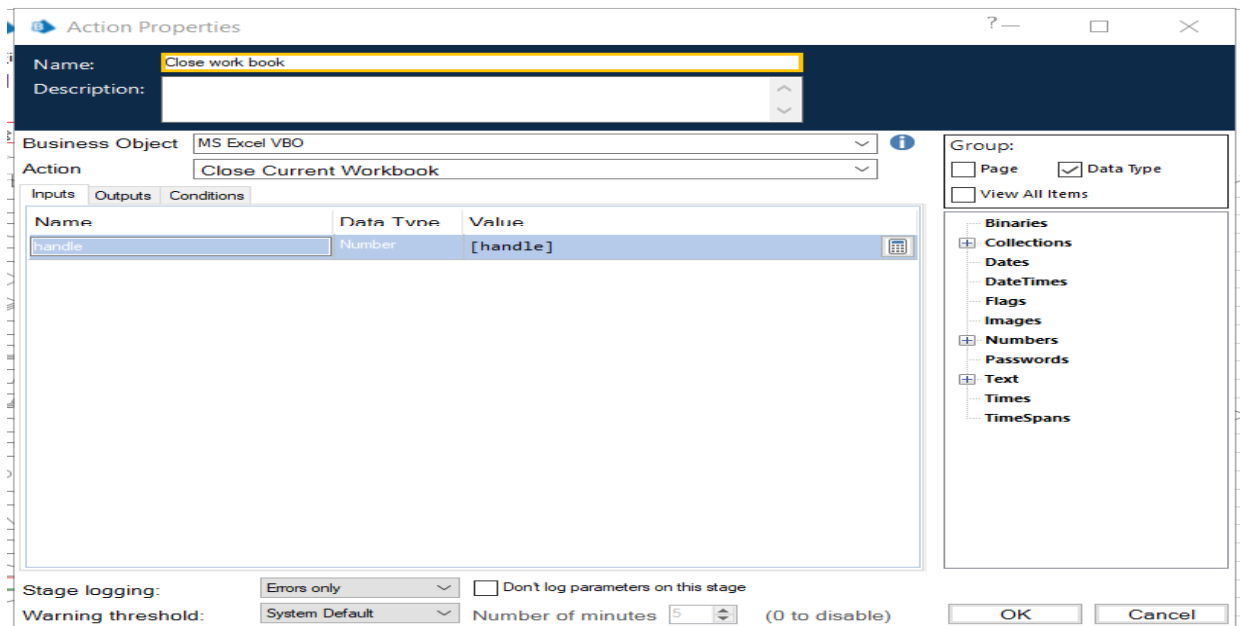 Action Properties ?
Name: Close work book
Description:
Business Object MS Excel VBO
Action Close Current Workbook
Inputs Outputs Conditions
Name Data Type Value
handle Number [handle]
Group:
Page Data Type
View All Items
Binaries
Collections
Dates
DateTimes
Flags
Images
Numbers
Passwords
Text
Times
TimeSpans
Stage logging: Errors only Don't log parameters on this stage
Warning threshold: System Default Number of minutes 5 (0 to disable)
OK Cancel